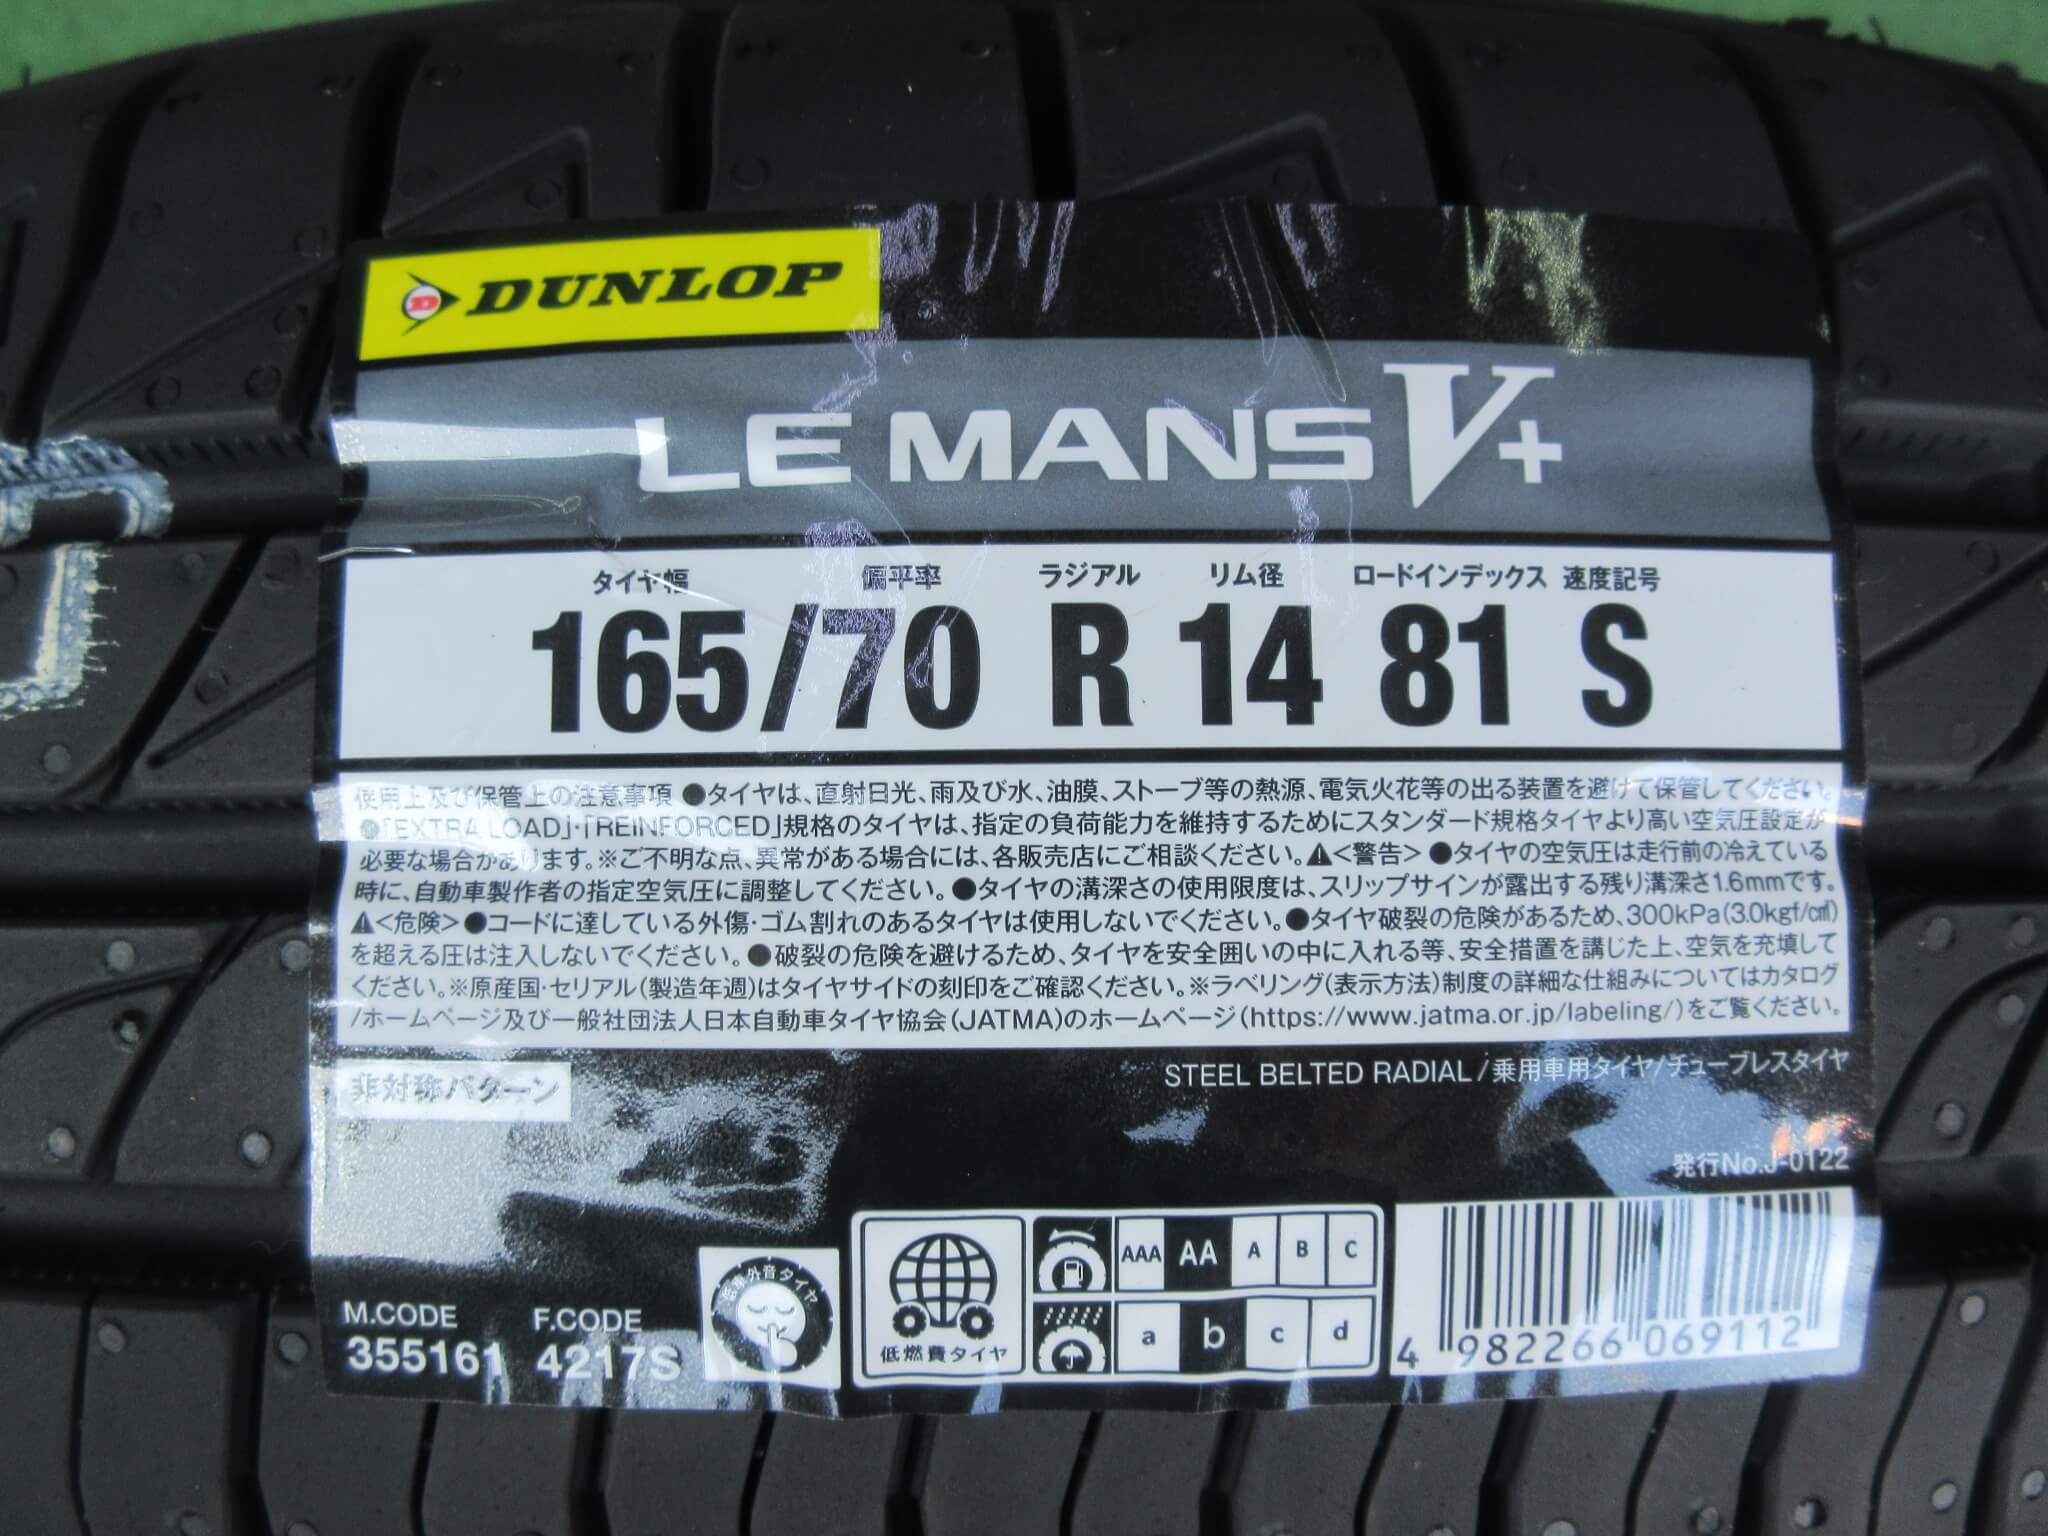 DUNLOP
LE MANS V+
タイヤ幅 偏平率 ラジアル リム径 ロードインデックス 速度記号
165/70 R 14 81 S
使用上及び保管上の注意事項 ●タイヤは、直射日光、雨及び水、油膜、ストーブ等の熱源、電気火花等の出る装置を避けて保管してください。
●「EXTRA LOAD」・「REINFORCED」規格のタイヤは、指定の負荷能力を維持するためにスタンダード規格タイヤより高い空気圧設定が
必要な場合があります。※ご不明な点、異常がある場合には、各販売店にご相談ください。⚠<警告> ●タイヤの空気圧は走行前の冷えている
時に、自動車製作者の指定空気圧に調整してください。●タイヤの溝深さの使用限度は、スリップサインが露出する残り溝深さ1.6mmです。
⚠<危険>●コードに達している外傷・ゴム割れのあるタイヤは使用しないでください。●タイヤ破裂の危険があるため、300kPa(3.0kgf/c㎡)
を超える圧は注入しないでください。●破裂の危険を避けるため、タイヤを安全囲いの中に入れる等、安全措置を講じた上、空気を充填して
ください。※原産国・セリアル(製造年週)はタイヤサイドの刻印をご確認ください。※ラベリング(表示方法)制度の詳細な仕組みについてはカタログ
/ホームページ及び一般社団法人日本自動車タイヤ協会(JATMA)のホームページ(https://www.jatma.or.jp/labeling/)をご覧ください。
非対称パターン
STEEL BELTED RADIAL/乗用車用タイヤ/チューブレスタイヤ
発行No.J-0122
M.CODE F.CODE
355161 4217S
低車外音タイヤ
低燃費タイヤ
AAA AA A B C
a b c d
4 982266 069112